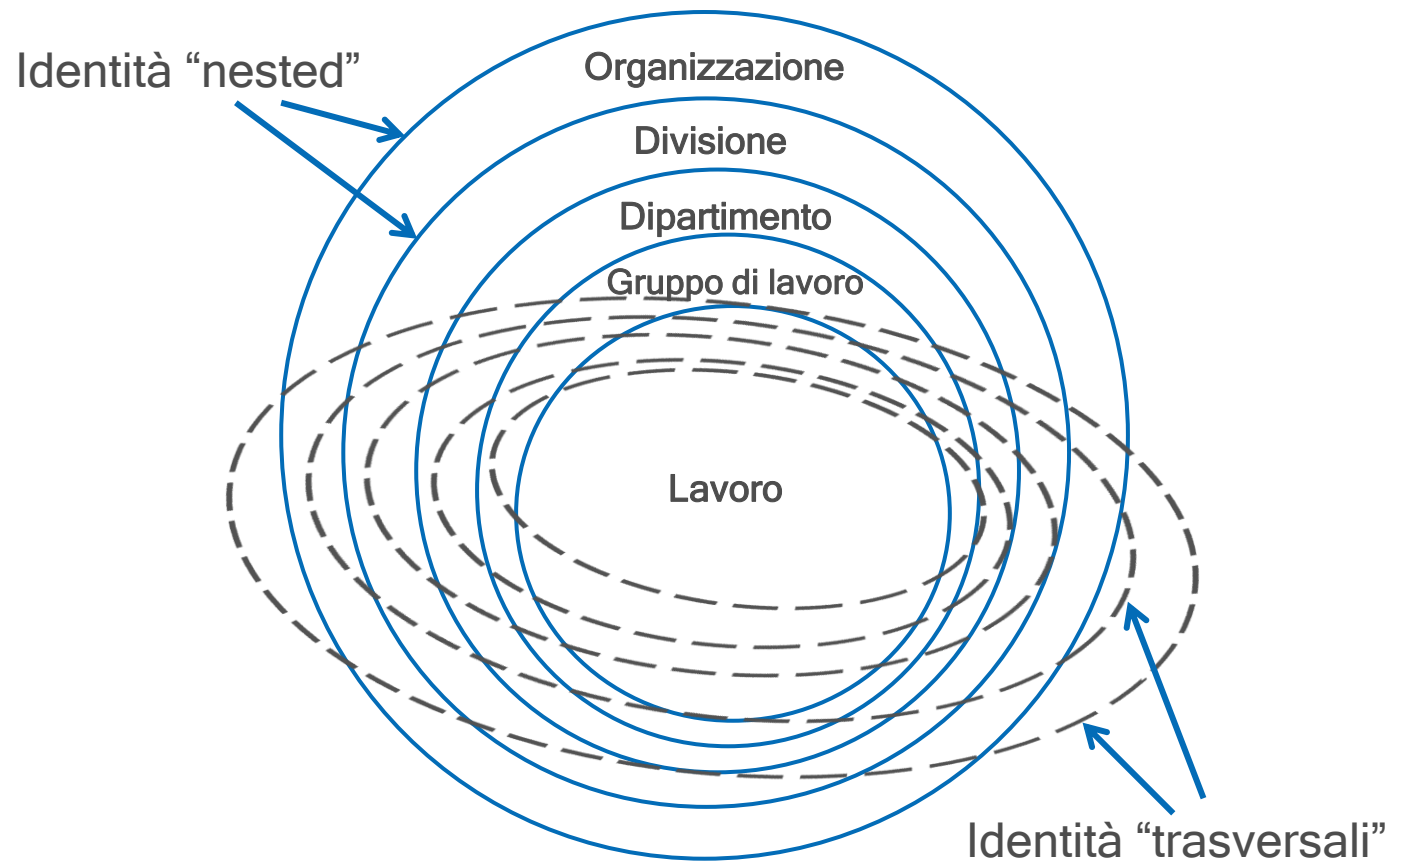 Identità “nested”
Organizzazione
Divisione
Dipartimento
Gruppo di lavoro
Lavoro
Identità “trasversali”